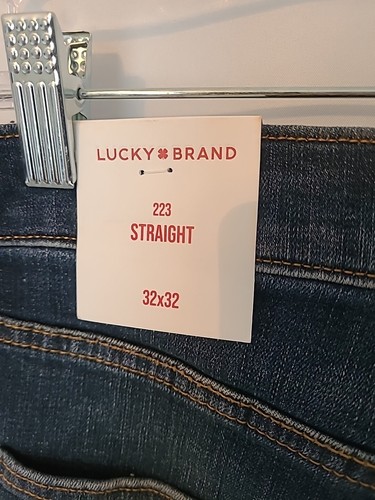 LUCKY BRAND
223
STRAIGHT
32x32